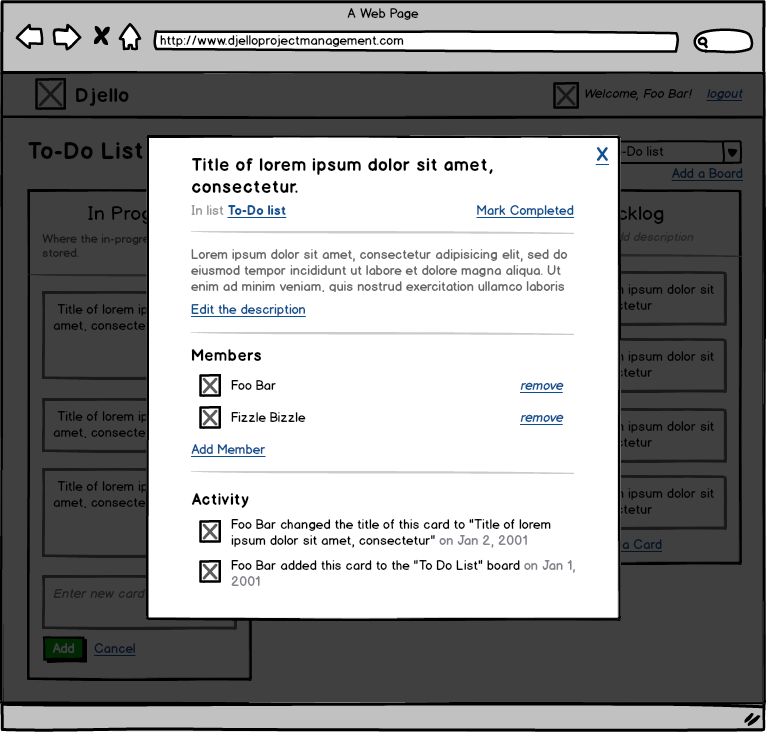 A Web Page
http://www.djelloprojectmanagement.com
Djello
Welcome, Foo Bar! logout
To-Do List
-Do list
Add a Board
In Prog
Where the in-progre
stored.
Title of lorem ip
amet, consecte
Title of lorem ip
amet, consecte
Title of lorem ip
amet, consecte
Enter new card
Add Cancel
X
Title of lorem ipsum dolor sit amet,
consectetur.
In list To-Do list Mark Completed
Lorem ipsum dolor sit amet, consectetur adipisicing elit, sed do
eiusmod tempor incididunt ut labore et dolore magna aliqua. Ut
enim ad minim veniam, quis nostrud exercitation ullamco laboris
Edit the description
Members
Foo Bar remove
Fizzle Bizzle remove
Add Member
Activity
Foo Bar changed the title of this card to "Title of lorem
ipsum dolor sit amet, consectetur" on Jan 2, 2001
Foo Bar added this card to the "To Do List" board on Jan 1,
2001
cklog
dd description
n ipsum dolor sit
tetur
n ipsum dolor sit
tetur
n ipsum dolor sit
tetur
n ipsum dolor sit
tetur
a Card